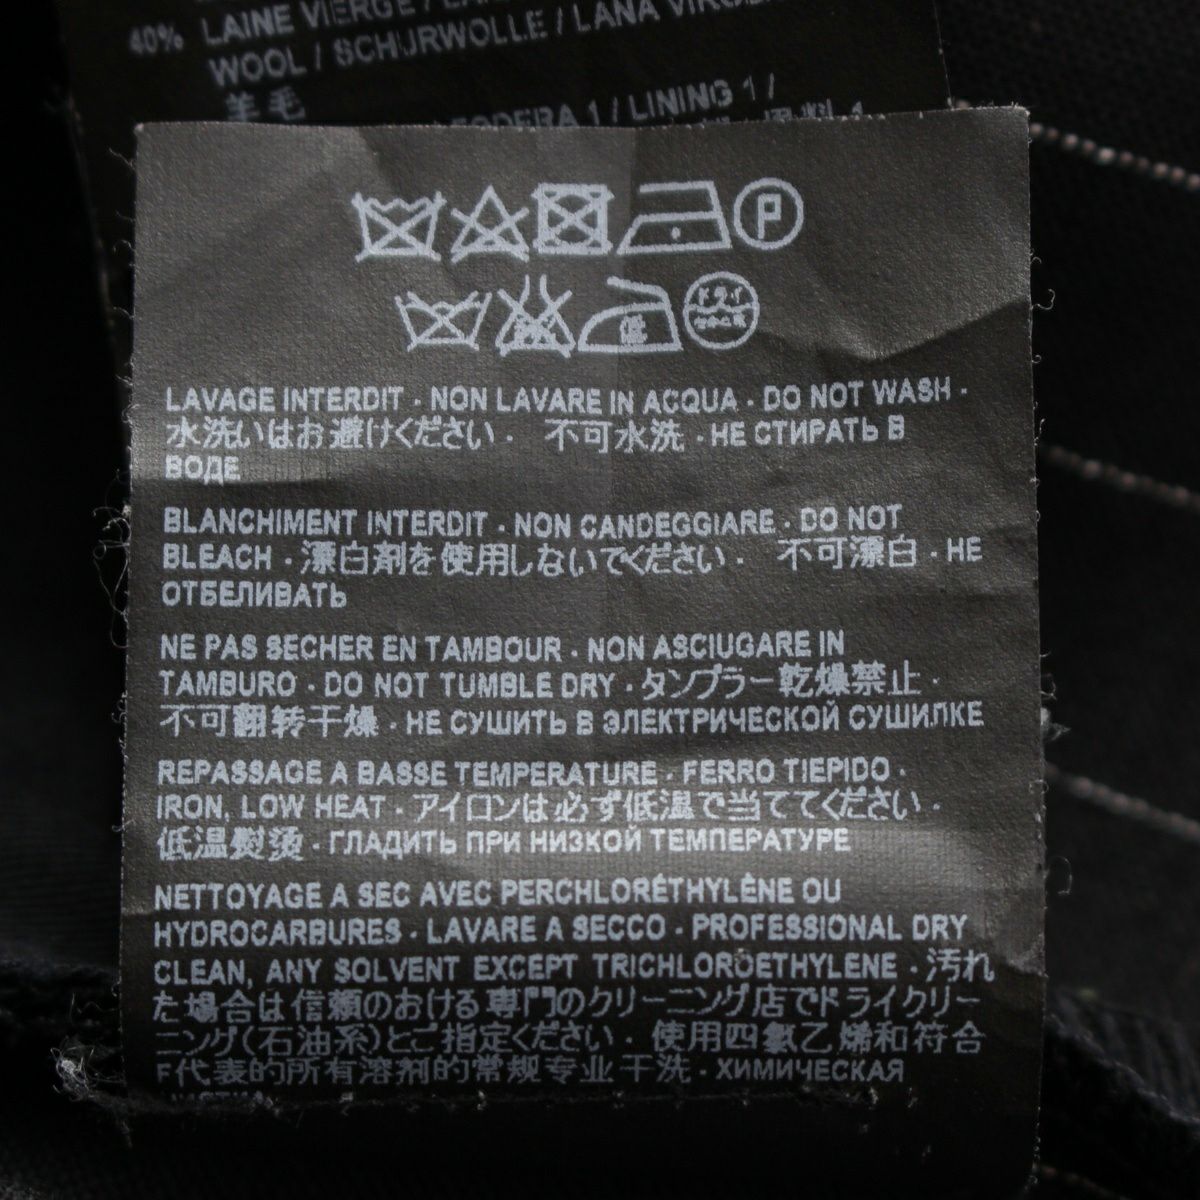 LAINE VIERGE /
40%
WOOL / SCHURWOLLE / LANA
羊毛
1 / LINING 1 /
P
低
ドライ
セキユ系
LAVAGE INTERDIT · NON LAVARE IN ACQUA · DO NOT WASH ·
水洗いはお避けください · 不可水洗 · НЕ СТИРАТЬ В
ВОДЕ
BLANCHIMENT INTERDIT · NON CANDEGGIARE · DO NOT
BLEACH · 漂白剤を使用しないでください · 不可漂白 · НЕ
ОТБЕЛИВАТЬ
NE PAS SECHER EN TAMBOUR · NON ASCIUGARE IN
TAMBURO · DO NOT TUMBLE DRY · タンブラー乾燥禁止 ·
不可翻转干燥 · НЕ СУШИТЬ В ЭЛЕКТРИЧЕСКОЙ СУШИЛКЕ
REPASSAGE A BASSE TEMPERATURE · FERRO TIEPIDO ·
IRON, LOW HEAT · アイロンは必ず低温で当ててください ·
低温熨烫 · ГЛАДИТЬ ПРИ НИЗКОЙ ТЕМПЕРАТУРЕ
NETTOYAGE A SEC AVEC PERCHLORÉTHYLÈNE OU
HYDROCARBURES · LAVARE A SECCO · PROFESSIONAL DRY
CLEAN, ANY SOLVENT EXCEPT TRICHLOROETHYLENE · 汚れ
た場合は信頼のおける専門のクリーニング店でドライクリー
ニング(石油系)とご指定ください · 使用四氯乙烯和符合
F代表的所有溶剂的常规专业干洗 · ХИМИЧЕСКАЯ